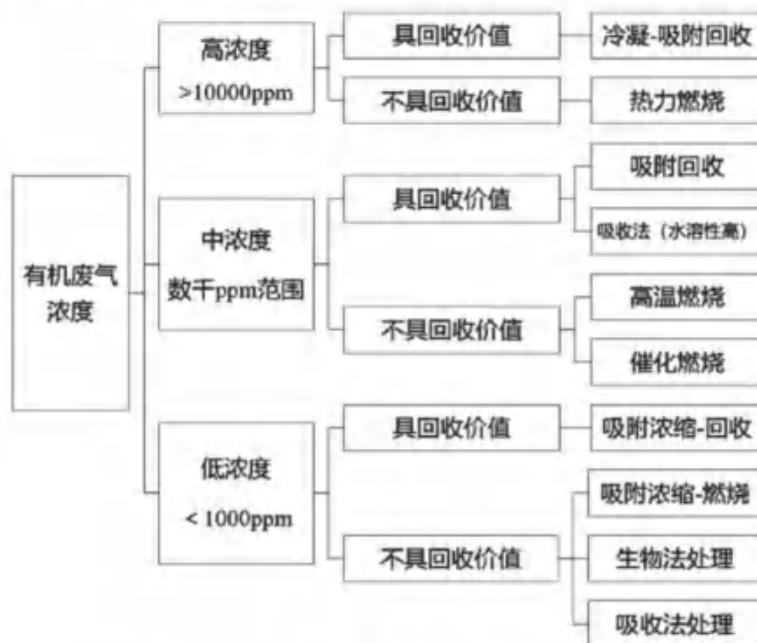 有机废气
浓度
高浓度
>10000ppm
具回收价值
冷凝-吸附回收
不具回收价值
热力燃烧
中浓度
数千ppm范围
具回收价值
吸附回收
吸收法（水溶性高）
不具回收价值
高温燃烧
催化燃烧
低浓度
< 1000ppm
具回收价值
吸附浓缩-回收
不具回收价值
吸附浓缩-燃烧
生物法处理
吸收法处理